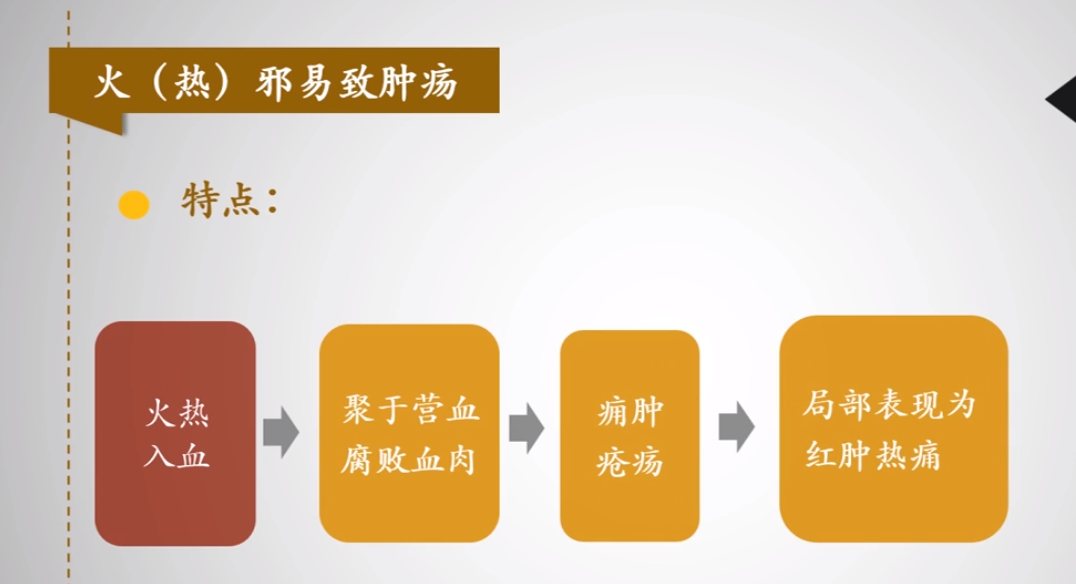 火（热）邪易致肿疡
特点：
火热
入血
聚于营血
腐败血肉
痈肿
疮疡
局部表现为
红肿热痛